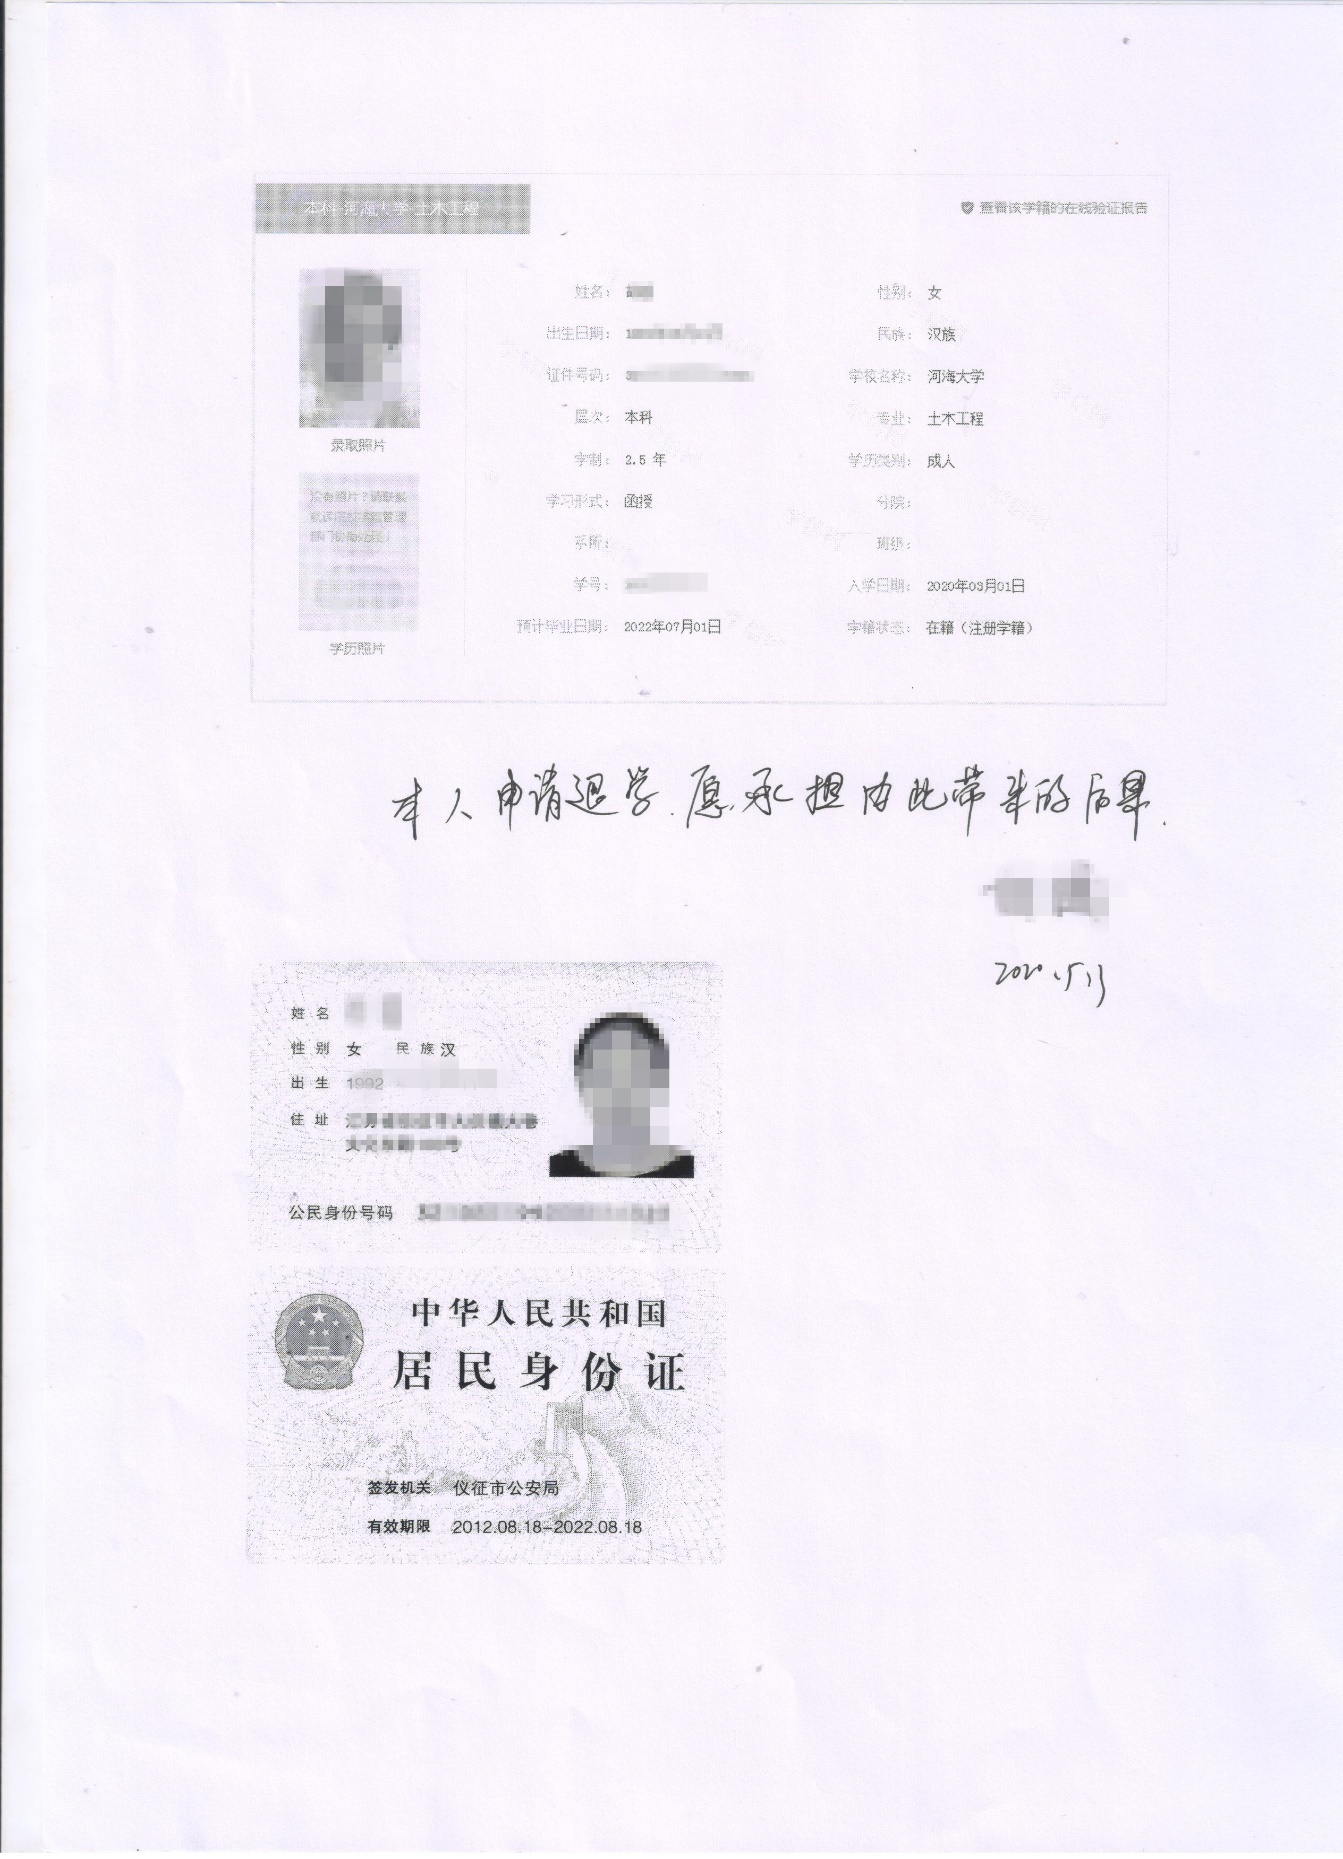 本科-河海大学-土木工程
查看该学籍的在线验证报告
姓名：
性别： 女
出生日期：
民族： 汉族
证件号码：
学校名称： 河海大学
层次： 本科
专业： 土木工程
学制： 2.5 年
学历类别： 成人
学习形式： 函授
分院：
系所：
班级：
学号：
入学日期： 2020年03月01日
预计毕业日期： 2022年07月01日
学籍状态： 在籍（注册学籍）
录取照片
学历照片
本人申请退学.愿承担由此带来的后果.
2020.5.13
姓名
性别 女 民族 汉
出生 1992
住址
公民身份号码
中华人民共和国
居民身份证
签发机关 仪征市公安局
有效期限 2012.08.18-2022.08.18